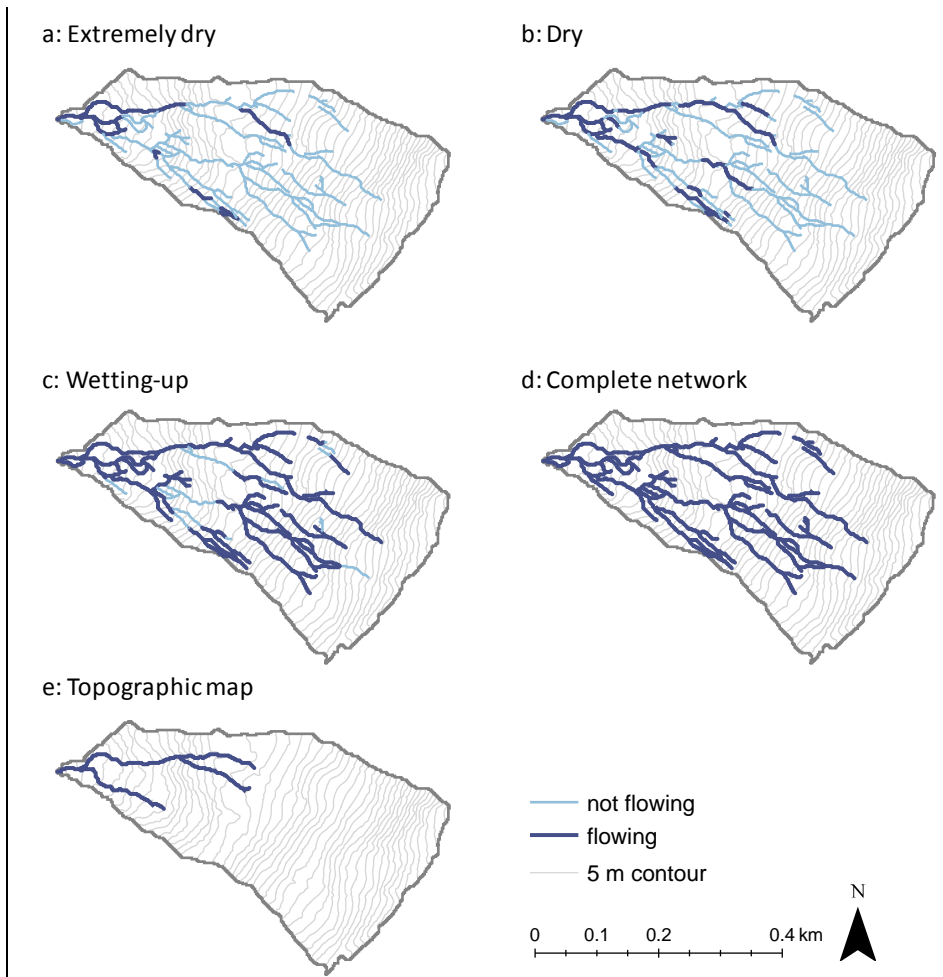 a: Extremely dry
b: Dry
c: Wetting-up
d: Complete network
e: Topographic map
not flowing
flowing
5 m contour
N
0 0.1 0.2 0.4 km